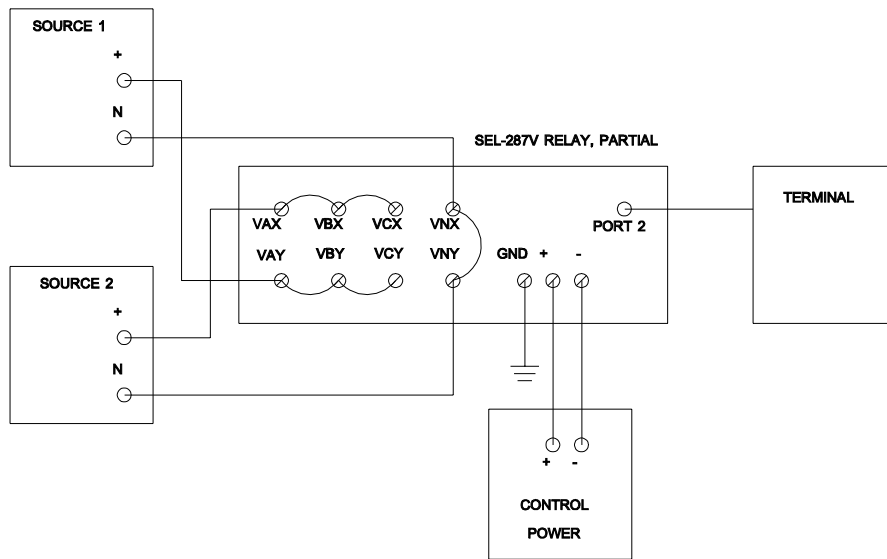 SOURCE 1
+
N
SEL-287V RELAY, PARTIAL
VAX VBX VCX VNX
PORT 2
TERMINAL
VAY VBY VCY VNY GND + -
SOURCE 2
+
N
+ -
CONTROL
POWER